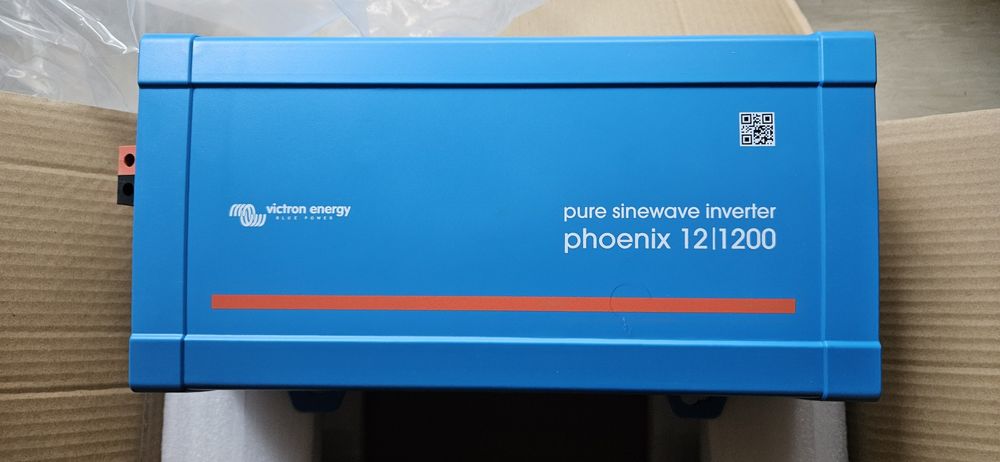 victron energy
BLUE POWER
pure sinewave inverter
phoenix 12|1200